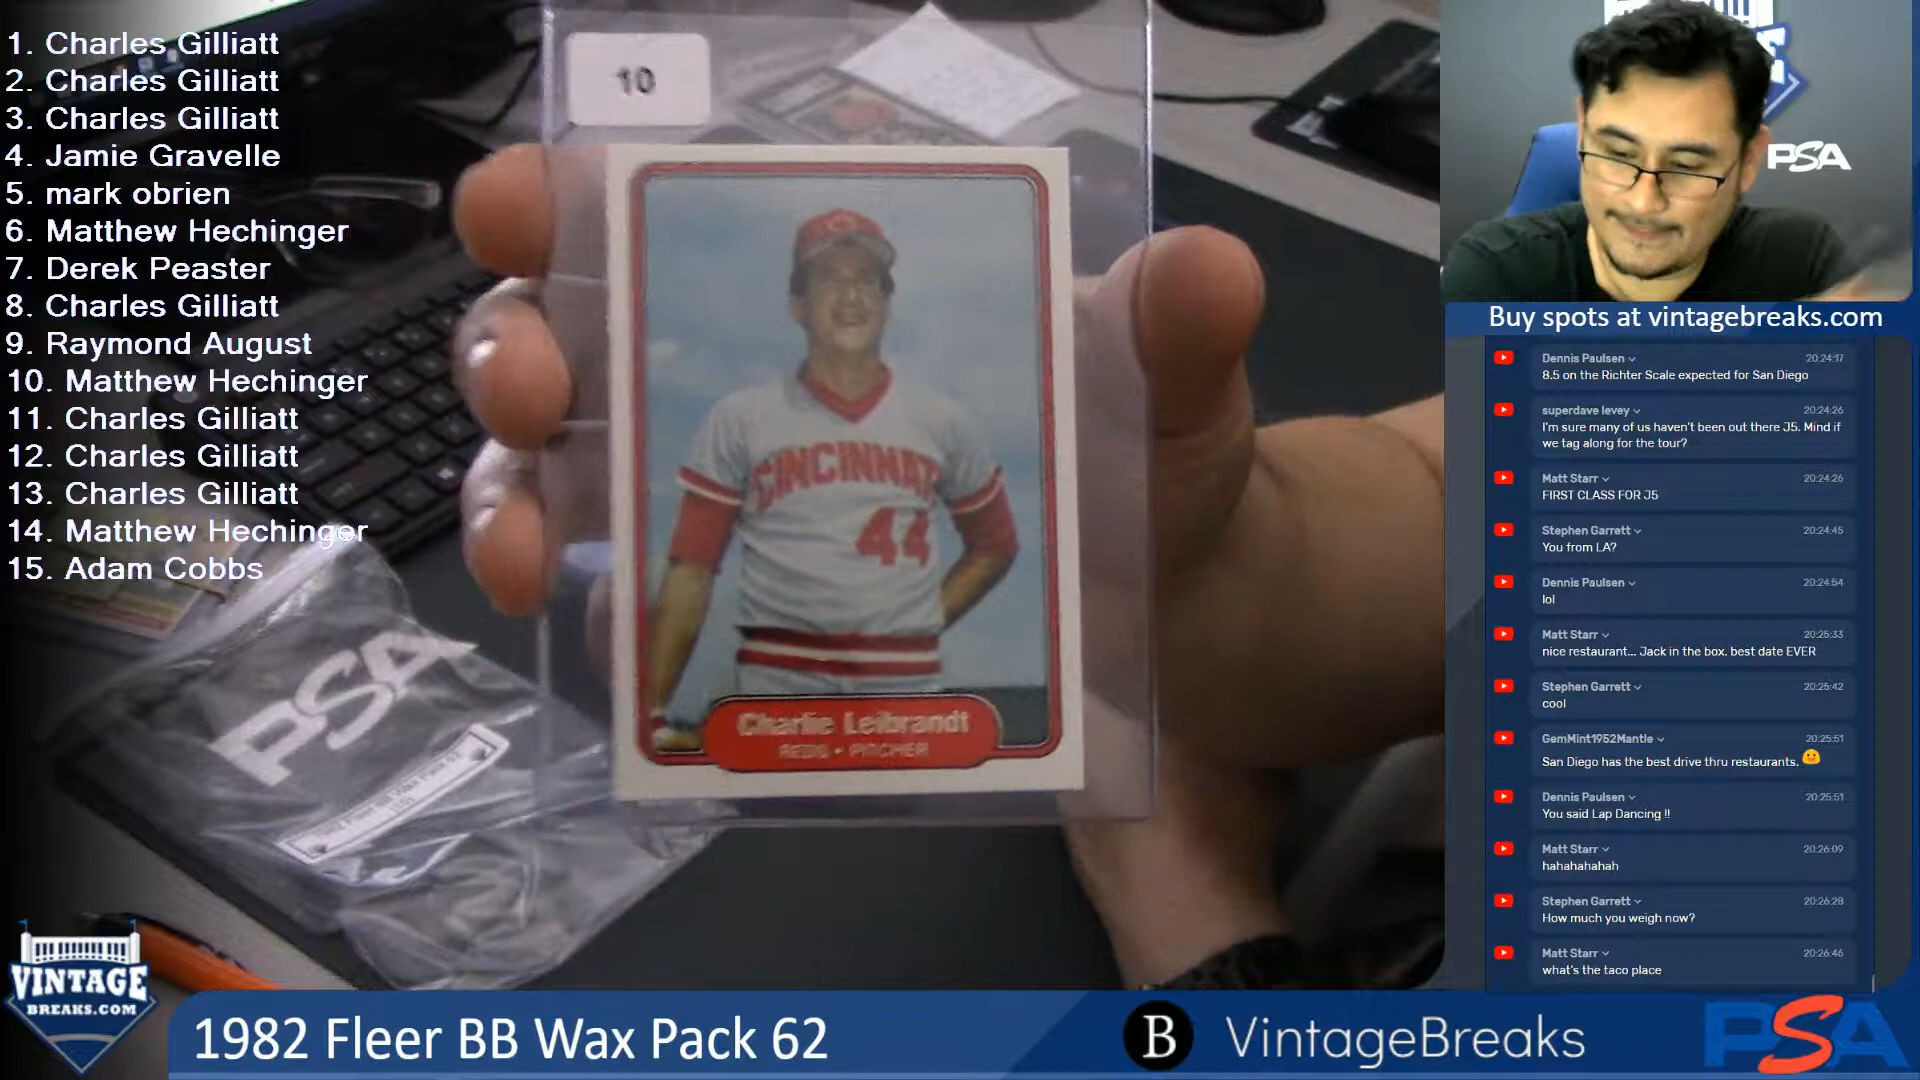 1. Charles Gilliatt
2. Charles Gilliatt
3. Charles Gilliatt
4. Jamie Gravelle
5. mark obrien
6. Matthew Hechinger
7. Derek Peaster
8. Charles Gilliatt
9. Raymond August
10. Matthew Hechinger
11. Charles Gilliatt
12. Charles Gilliatt
13. Charles Gilliatt
14. Matthew Hechinger
15. Adam Cobbs
10
CINCINNATI
44
Charlie Leibrandt
REDS • PITCHER
PSA
PSA
Buy spots at vintagebreaks.com
Dennis Paulsen 20:24:17
8.5 on the Richter Scale expected for San Diego
superdave levey 20:24:26
I'm sure many of us haven't been out there J5. Mind if
we tag along for the tour?
Matt Starr 20:24:26
FIRST CLASS FOR J5
Stephen Garrett 20:24:45
You from LA?
Dennis Paulsen 20:24:54
lol
Matt Starr 20:25:33
nice restaurant... Jack in the box. best date EVER
Stephen Garrett 20:25:42
cool
GemMint1952Mantle 20:25:51
San Diego has the best drive thru restaurants.
Dennis Paulsen 20:25:51
You said Lap Dancing !!
Matt Starr 20:26:09
hahahahahah
Stephen Garrett 20:26:28
How much you weigh now?
Matt Starr 20:26:46
what's the taco place
VINTAGE
BREAKS.COM
1982 Fleer BB Wax Pack 62
B VintageBreaks
PSA